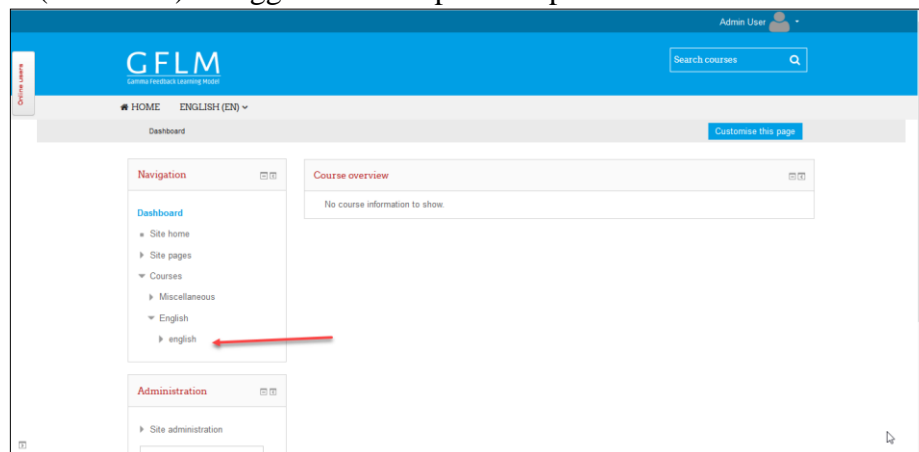 Admin User
Online users
GFLM
Gamma Feedback Learning Model
Search courses
HOME ENGLISH (EN)
Dashboard
Customise this page
Navigation
Course overview
No course information to show.
Dashboard
Site home
Site pages
Courses
Miscellaneous
English
english
Administration
Site administration